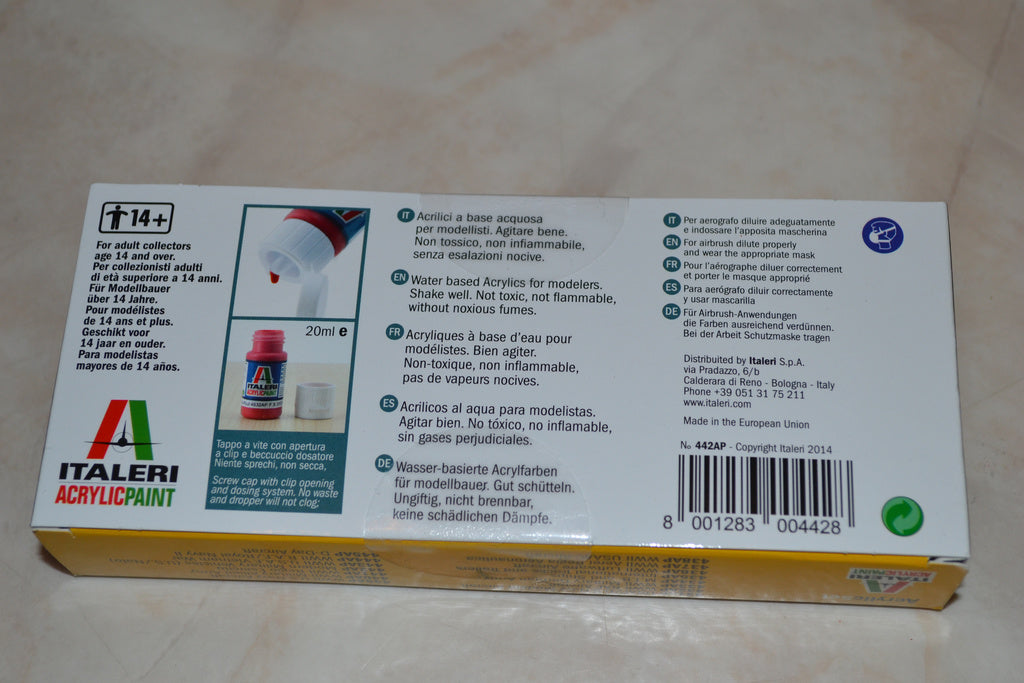 14+
For adult collectors
age 14 and over.
Per collezionisti adulti
di età superiore a 14 anni.
Für Modellbauer
über 14 Jahre.
Pour modélistes
de 14 ans et plus.
Geschikt voor
14 jaar en ouder.
Para modelistas
mayores de 14 años.
ITALERI
ACRYLICPAINT
20ml e
ITALERI
ACRYLICPAINT
Tappo a vite con apertura
a clip e beccuccio dosatore
Niente sprechi, non secca,
Screw cap with clip opening
and dosing system. No waste
and dropper will not clog;
IT Acrilici a base acquosa
per modellisti. Agitare bene.
Non tossico, non infiammabile,
senza esalazioni nocive.
EN Water based Acrylics for modelers.
Shake well. Not toxic, not flammable,
without noxious fumes.
FR Acryliques à base d'eau pour
modélistes. Bien agiter.
Non-toxique, non inflammable,
pas de vapeurs nocives.
ES Acrilicos al aqua para modelistas.
Agitar bien. No tóxico, no inflamable,
sin gases perjudiciales.
DE Wasser-basierte Acrylfarben
für modellbauer. Gut schütteln.
Ungiftig, nicht brennbar,
keine schädlichen Dämpfe.
IT Per aerografo diluire adeguatamente
e indossare l'apposita mascherina
EN For airbrush dilute properly
and wear the appropriate mask
FR Pour l'aérographe diluer correctement
et porter le masque approprié
ES Para aerógrafo diluir correctamente
y usar mascarilla
DE Für Airbrush-Anwendungen
die Farben ausreichend verdünnen.
Bei der Arbeit Schutzmaske tragen
Distribuited by Italeri S.p.A.
via Pradazzo, 6/b
Calderara di Reno - Bologna - Italy
Phone +39 051 31 75 211
www.italeri.com
Made in the European Union
No 442AP - Copyright Italeri 2014
8 001283 004428
ITALERI
ACRYLICPAINT